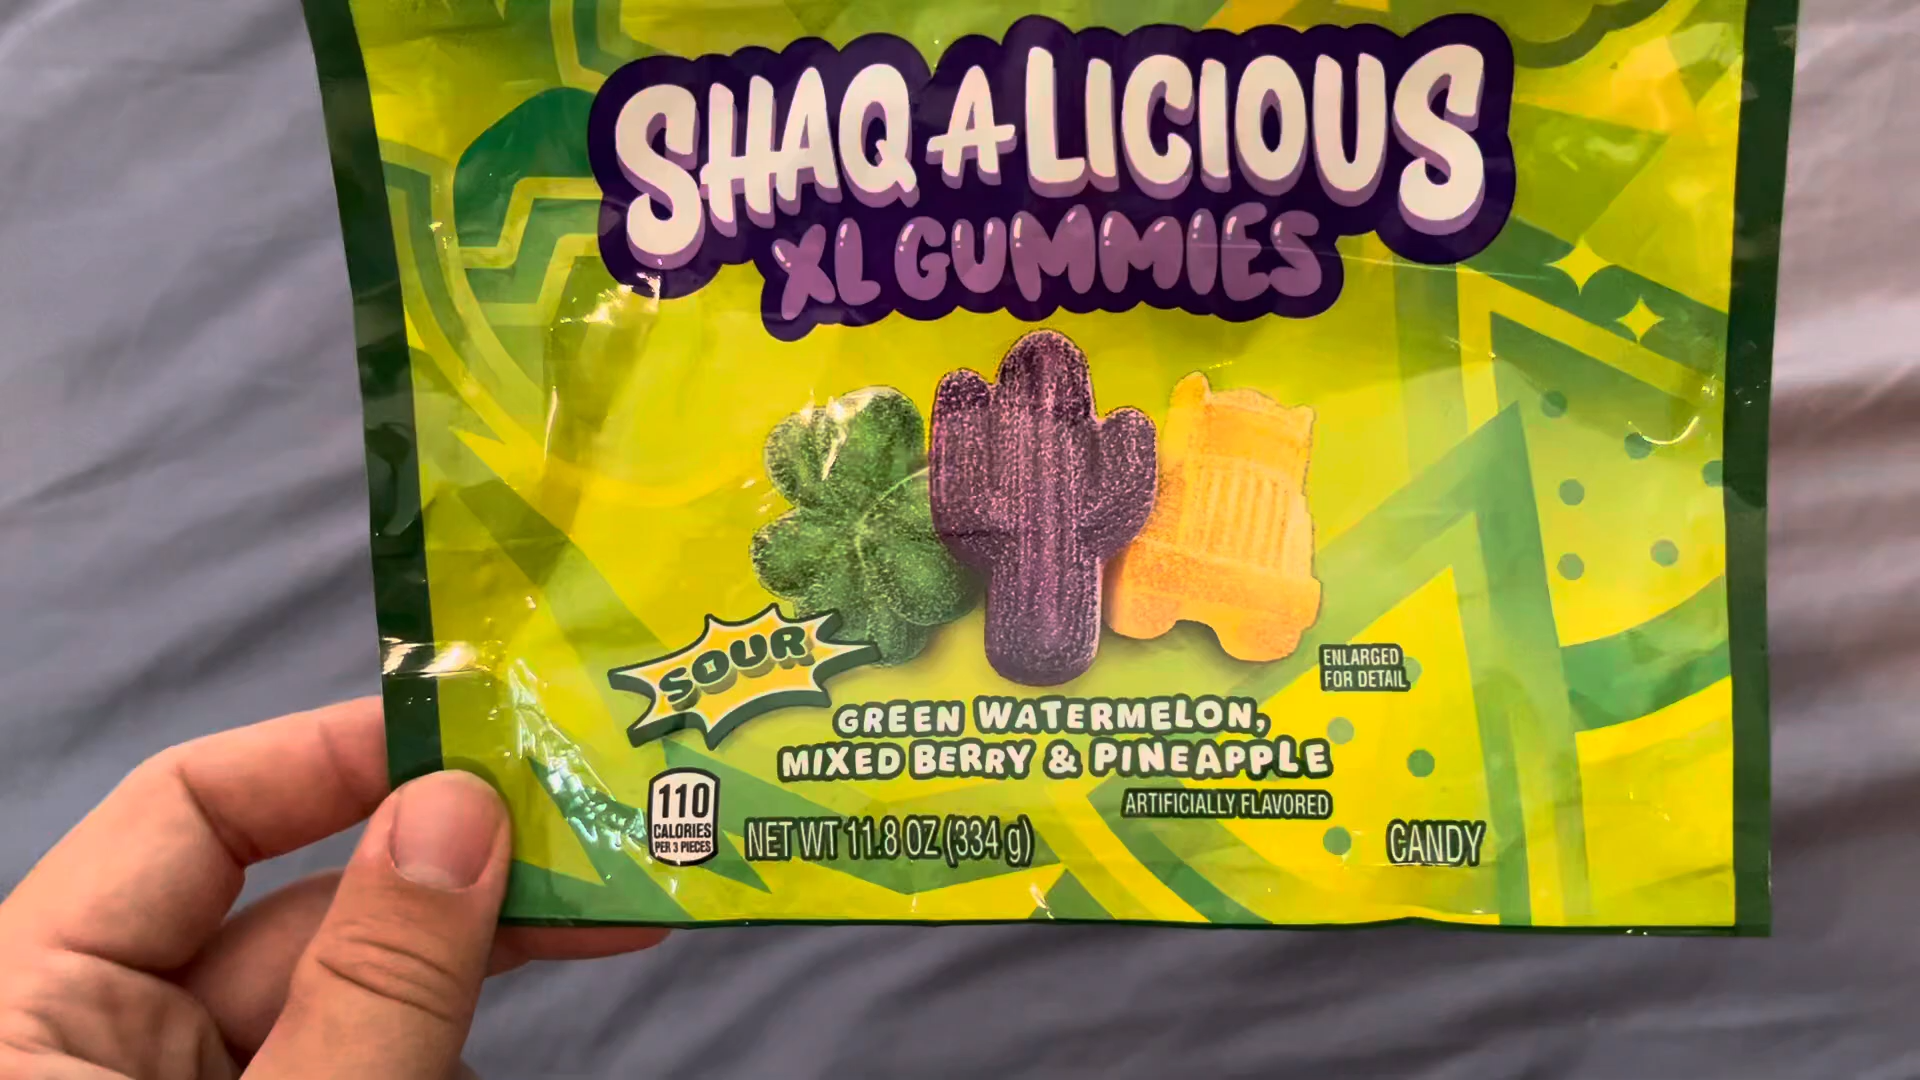 SHAQ A LICIOUS
XL GUMMIES
SOUR
ENLARGED
FOR DETAIL
GREEN WATERMELON,
MIXED BERRY & PINEAPPLE
ARTIFICIALLY FLAVORED
110
CALORIES
PER 3 PIECES
NET WT 11.8 OZ (334 g)
CANDY